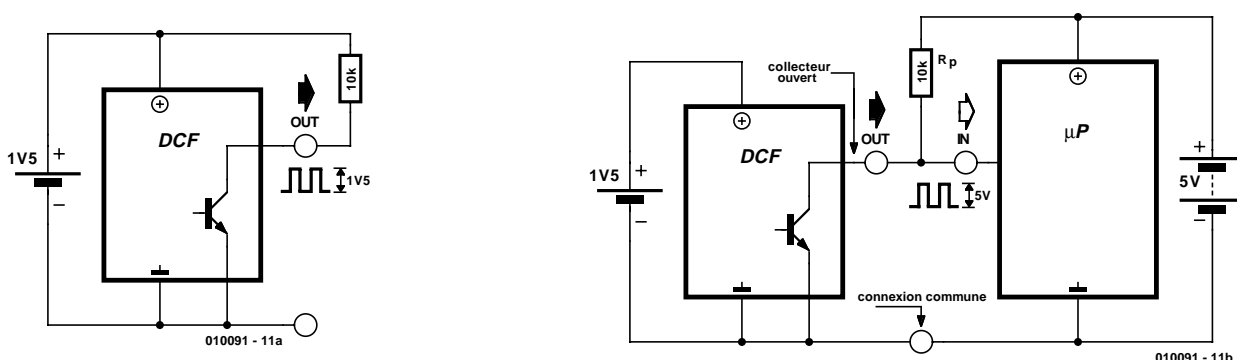 10k
⊕
DCF
OUT
1V5
+
−
1V5
010091 - 11a
collecteur
ouvert
10k
Rp
⊕
⊕
DCF
OUT
IN
µP
1V5
+
−
5V
+
5V
−
connexion commune
010091 - 11b